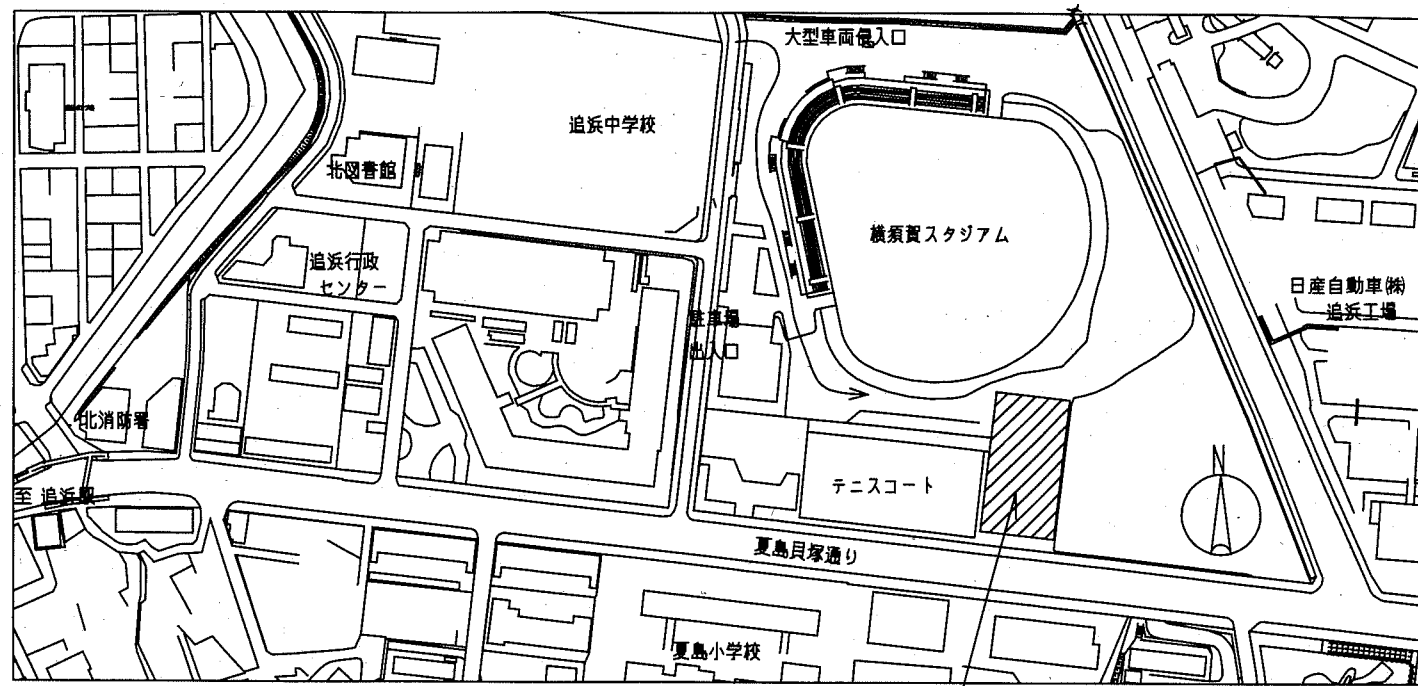 大型車両侵入口
追浜中学校
北図書館
横須賀スタジアム
追浜行政
センター
日産自動車(株)
追浜工場
駐車場
出入口
北消防署
テニスコート
N
至 追浜駅
夏島貝塚通り
夏島小学校